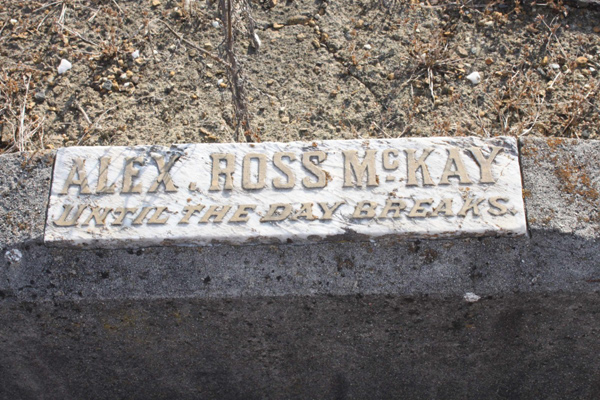 ALEX. ROSS McKAY
UNTIL THE DAY BREAKS.